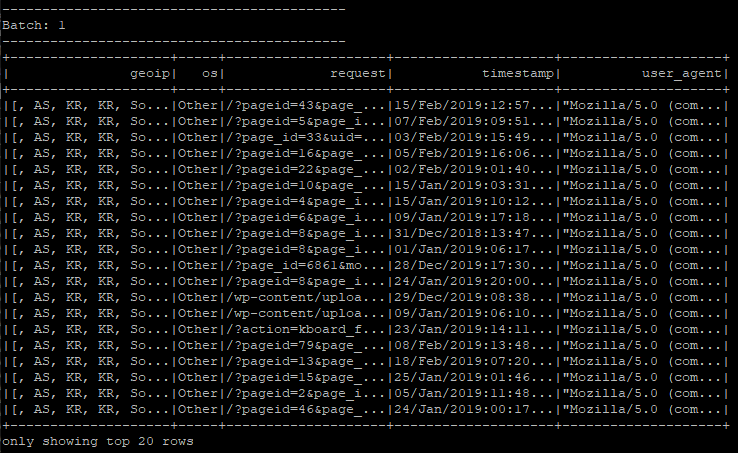 -------------------------------------------
Batch: 1
-------------------------------------------
+--------------------+-----+--------------------+--------------------+--------------------+
|               geoip|   os|             request|           timestamp|          user_agent|
+--------------------+-----+--------------------+--------------------+--------------------+
|[, AS, KR, KR, So...|Other|/?pageid=43&page_...|15/Feb/2019:12:57...|"Mozilla/5.0 (com...|
|[, AS, KR, KR, So...|Other|/?pageid=5&page_i...|07/Feb/2019:09:51...|"Mozilla/5.0 (com...|
|[, AS, KR, KR, So...|Other|/?page_id=33&uid=...|03/Feb/2019:15:49...|"Mozilla/5.0 (com...|
|[, AS, KR, KR, So...|Other|/?pageid=16&page_...|05/Feb/2019:16:06...|"Mozilla/5.0 (com...|
|[, AS, KR, KR, So...|Other|/?pageid=22&page_...|02/Feb/2019:01:40...|"Mozilla/5.0 (com...|
|[, AS, KR, KR, So...|Other|/?pageid=10&page_...|15/Jan/2019:03:31...|"Mozilla/5.0 (com...|
|[, AS, KR, KR, So...|Other|/?pageid=4&page_i...|15/Jan/2019:10:12...|"Mozilla/5.0 (com...|
|[, AS, KR, KR, So...|Other|/?pageid=6&page_i...|09/Jan/2019:17:18...|"Mozilla/5.0 (com...|
|[, AS, KR, KR, So...|Other|/?pageid=8&page_i...|31/Dec/2018:13:47...|"Mozilla/5.0 (com...|
|[, AS, KR, KR, So...|Other|/?pageid=8&page_i...|01/Jan/2019:06:17...|"Mozilla/5.0 (com...|
|[, AS, KR, KR, So...|Other|/?page_id=6861&mo...|28/Dec/2019:17:30...|"Mozilla/5.0 (com...|
|[, AS, KR, KR, So...|Other|/?pageid=8&page_i...|24/Jan/2019:20:00...|"Mozilla/5.0 (com...|
|[, AS, KR, KR, So...|Other|/wp-content/uploa...|29/Dec/2019:08:38...|"Mozilla/5.0 (com...|
|[, AS, KR, KR, So...|Other|/wp-content/uploa...|09/Jan/2019:06:10...|"Mozilla/5.0 (com...|
|[, AS, KR, KR, So...|Other|/?action=kboard_f...|23/Jan/2019:14:11...|"Mozilla/5.0 (com...|
|[, AS, KR, KR, So...|Other|/?pageid=79&page_...|08/Feb/2019:13:48...|"Mozilla/5.0 (com...|
|[, AS, KR, KR, So...|Other|/?pageid=13&page_...|18/Feb/2019:07:20...|"Mozilla/5.0 (com...|
|[, AS, KR, KR, So...|Other|/?pageid=15&page_...|25/Jan/2019:01:46...|"Mozilla/5.0 (com...|
|[, AS, KR, KR, So...|Other|/?pageid=2&page_i...|05/Jan/2019:11:48...|"Mozilla/5.0 (com...|
|[, AS, KR, KR, So...|Other|/?pageid=46&page_...|24/Jan/2019:00:17...|"Mozilla/5.0 (com...|
+--------------------+-----+--------------------+--------------------+--------------------+
only showing top 20 rows